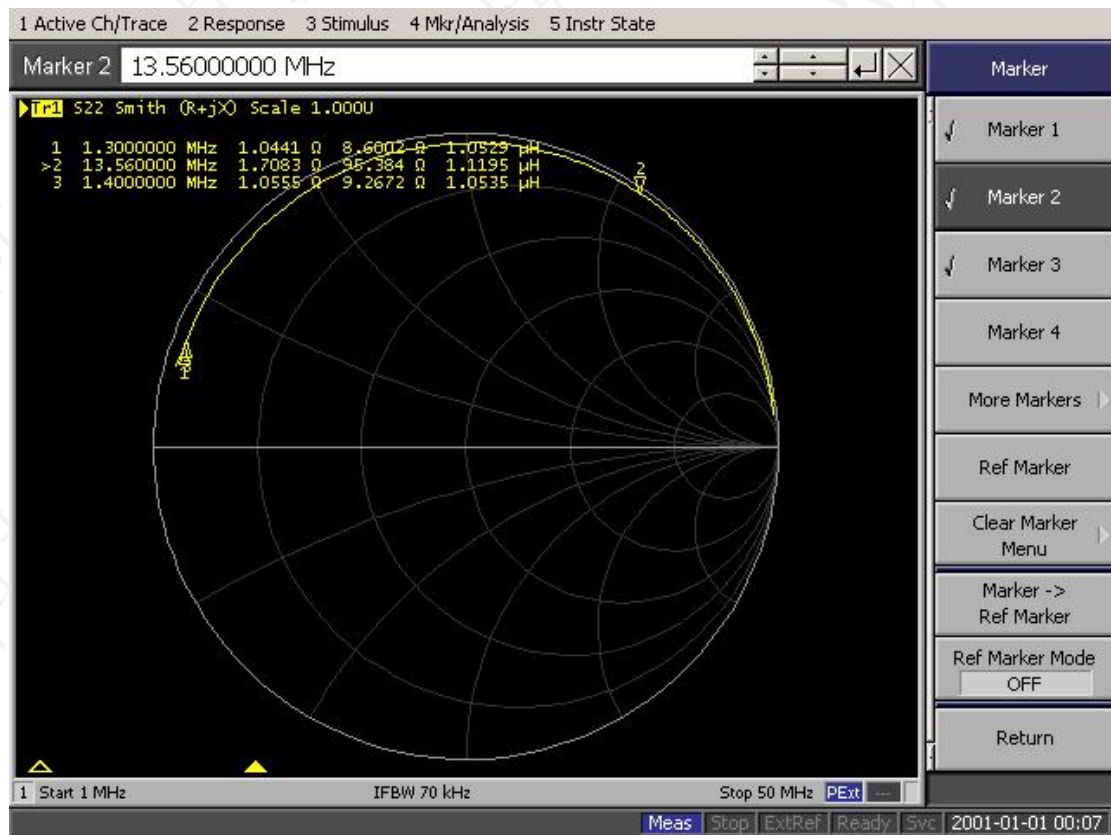 1 Active Ch/Trace 2 Response 3 Stimulus 4 Mkr/Analysis 5 Instr State
Marker 2 13.56000000 MHz
Marker
Tr1 S22 Smith (R+jX) Scale 1.000U
1 1.3000000 MHz 1.0441 Ω 8.6002 Ω 1.0529 µH
>2 13.560000 MHz 1.7083 Ω 95.384 Ω 1.1195 µH
3 1.4000000 MHz 1.0555 Ω 9.2672 Ω 1.0535 µH
2
1
Marker 1
Marker 2
Marker 3
Marker 4
More Markers
Ref Marker
Clear Marker
Menu
Marker ->
Ref Marker
Ref Marker Mode
OFF
Return
1 Start 1 MHz IFBW 70 kHz Stop 50 MHz PExt ---
Meas Stop ExtRef Ready Svc 2001-01-01 00:07